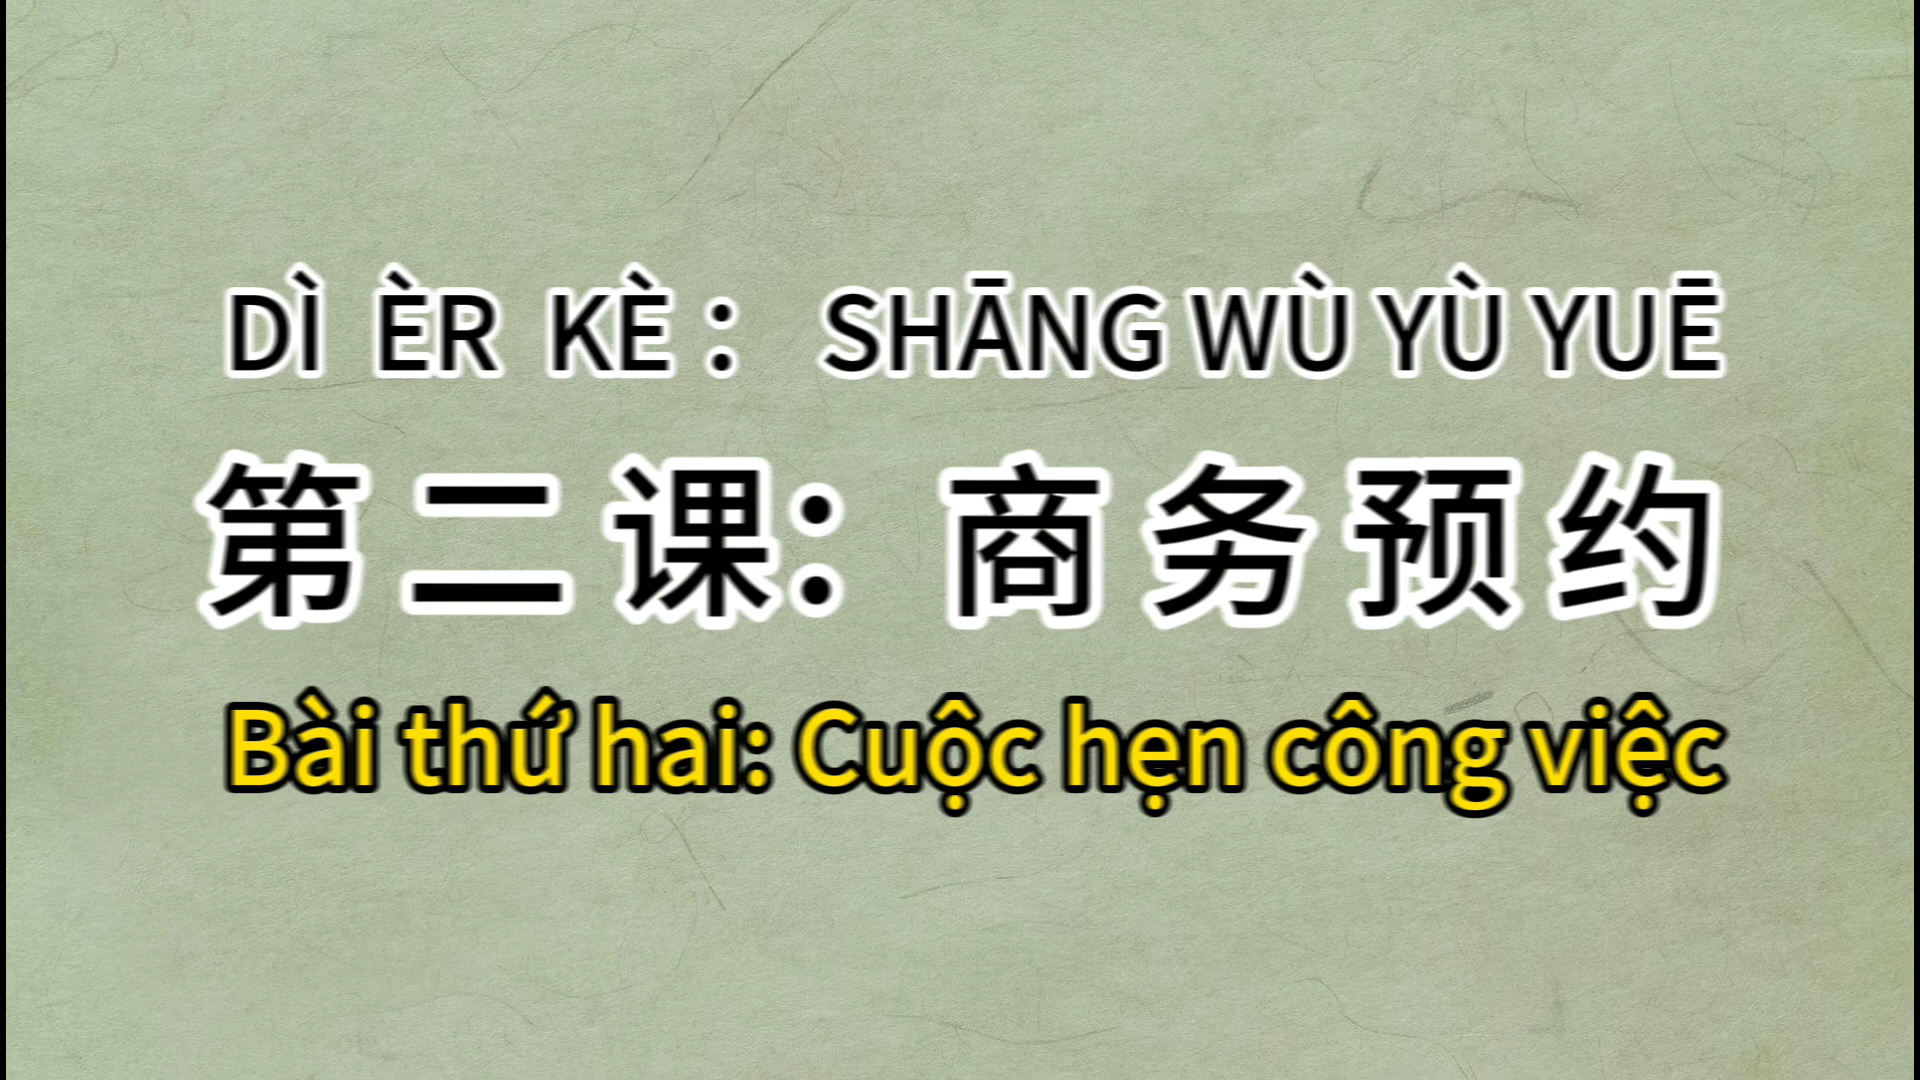 DÌ ÈR KÈ： SHĀNG WÙ YÙ YUĒ
第二课：商务预约
Bài thứ hai: Cuộc hẹn công việc